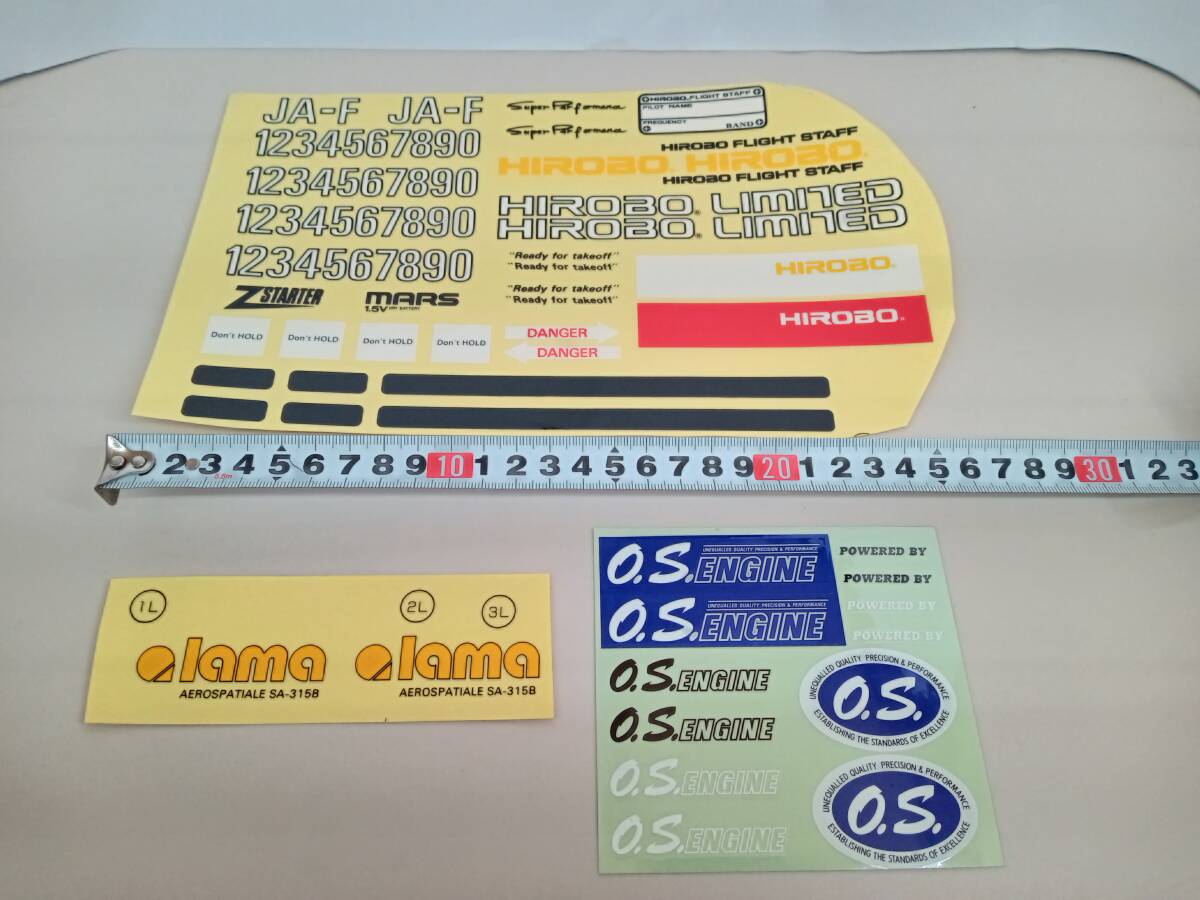 JA-F JA-F
1234567890
1234567890
1234567890
1234567890
Super Performance
Super Performance
HIROBO FLIGHT STAFF
PILOT NAME
FREQUENCY
BAND
HIROBO FLIGHT STAFF
HIROBO® HIROBO®
HIROBO FLIGHT STAFF
HIROBO® LIMITED
HIROBO® LIMITED
"Ready for takeoff"
"Ready for takeoff"
"Ready for takeoff"
"Ready for takeoff"
HIROBO®
HIROBO®
Z STARTER
MARS
1.5V DRY BATTERY
Don't HOLD
Don't HOLD
Don't HOLD
Don't HOLD
DANGER
DANGER
2 3 4 5 6 7 8 9 10 1 2 3 4 5 6 7 8 9 20 1 2 3 4 5 6 7 8 9 30 1 2 3
5.5m
1L
2L
3L
lama
AEROSPATIALE SA-315B
lama
AEROSPATIALE SA-315B
UNEQUALLED QUALITY PRECISION & PERFORMANCE
O.S.ENGINE
UNEQUALLED QUALITY PRECISION & PERFORMANCE
O.S.ENGINE
O.S.ENGINE
O.S.ENGINE
O.S.ENGINE
O.S.ENGINE
POWERED BY
POWERED BY
POWERED BY
POWERED BY
UNEQUALLED QUALITY PRECISION & PERFORMANCE
O.S.
ESTABLISHING THE STANDARDS OF EXCELLENCE
UNEQUALLED QUALITY PRECISION & PERFORMANCE
O.S.
ESTABLISHING THE STANDARDS OF EXCELLENCE